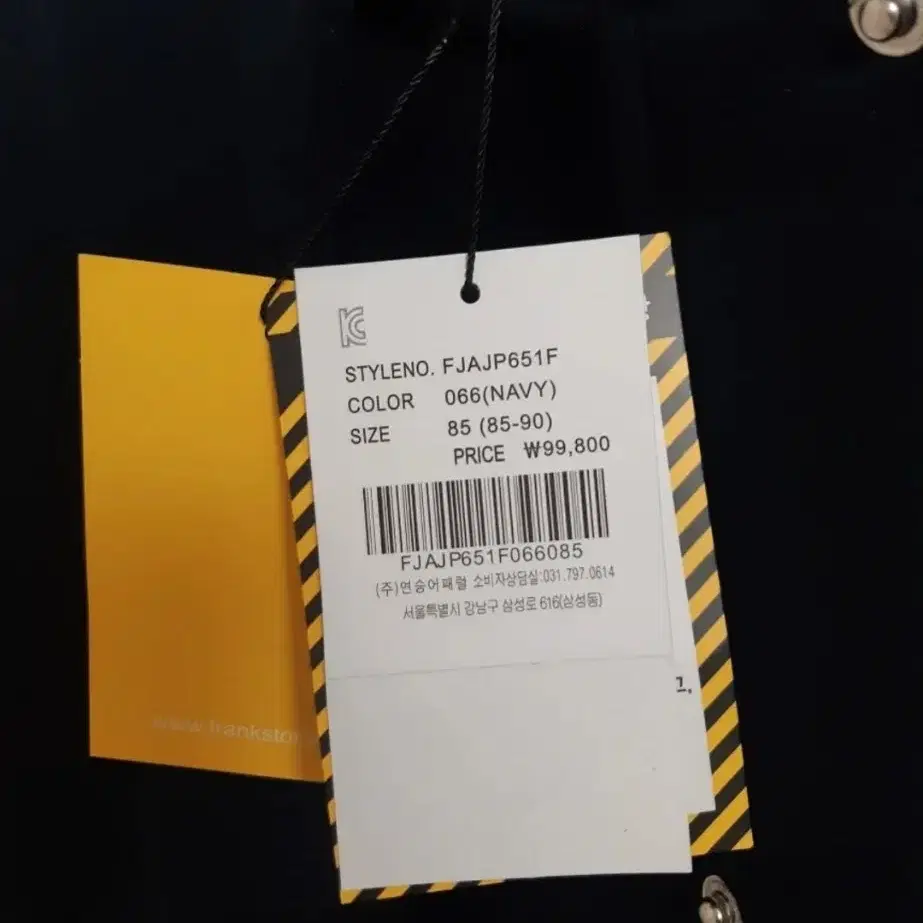 KC
STYLENO. FJAJP651F
COLOR 066(NAVY)
SIZE 85 (85-90)
PRICE ₩99,800
FJAJP651F066085
(주)연승어패럴 소비자상담실:031.797.0614
서울특별시 강남구 삼성로 616(삼성동)